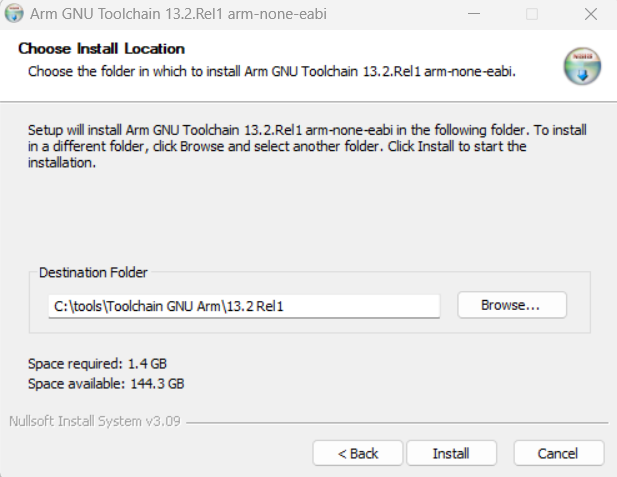 Arm GNU Toolchain 13.2.Rel1 arm-none-eabi
Choose Install Location
Choose the folder in which to install Arm GNU Toolchain 13.2.Rel1 arm-none-eabi.
Setup will install Arm GNU Toolchain 13.2.Rel1 arm-none-eabi in the following folder. To install
in a different folder, click Browse and select another folder. Click Install to start the
installation.
Destination Folder
C:\tools\Toolchain GNU Arm\13.2 Rel1
Browse...
Space required: 1.4 GB
Space available: 144.3 GB
Nullsoft Install System v3.09
< Back
Install
Cancel